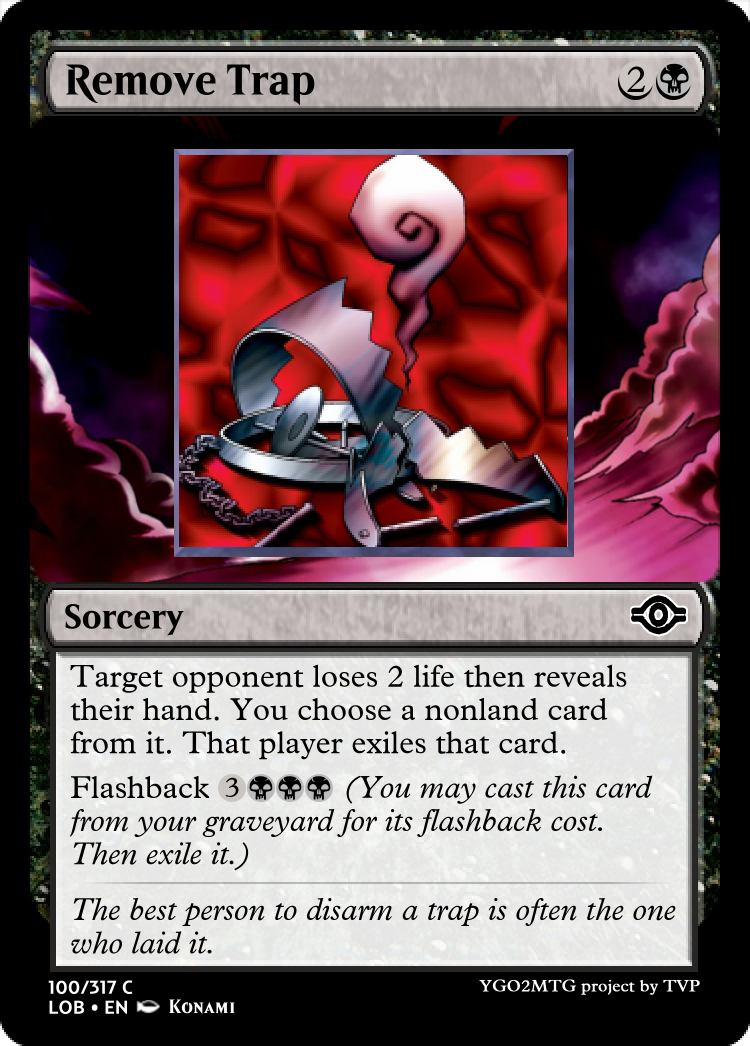 Remove Trap 2
Sorcery
Target opponent loses 2 life then reveals
their hand. You choose a nonland card
from it. That player exiles that card.
Flashback 3 (You may cast this card
from your graveyard for its flashback cost.
Then exile it.)
The best person to disarm a trap is often the one
who laid it.
100/317 C
YGO2MTG project by TVP
LOB • EN Konami